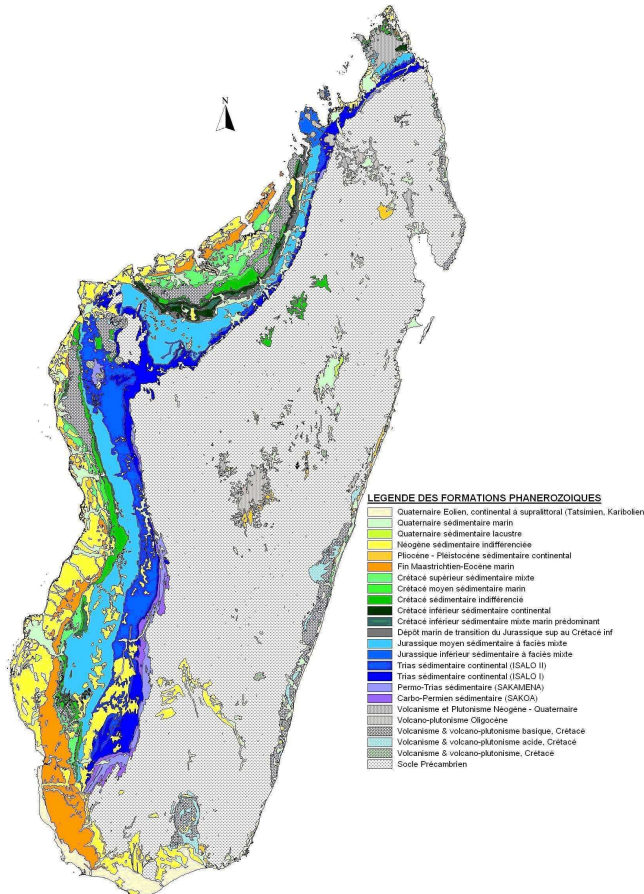 N
LEGENDE DES FORMATIONS PHANEROZOIQUES
Quaternaire Eolien, continental à supralittoral (Tatsimien, Karibolien
Quaternaire sédimentaire marin
Quaternaire sédimentaire lacustre
Néogène sédimentaire indifférenciée
Pliocène - Pléistocène sédimentaire continental
Fin Maastrichtien-Eocène marin
Crétacé supérieur sédimentaire mixte
Crétacé moyen sédimentaire marin
Crétacé sédimentaire indifférencié
Crétacé inférieur sédimentaire continental
Crétacé inférieur sédimentaire mixte marin prédominant
Dépôt marin de transition du Jurassique sup au Crétacé inf
Jurassique moyen sédimentaire à faciès mixte
Jurassique inférieur sédimentaire à faciès mixte
Trias sédimentaire continental (ISALO II)
Trias sédimentaire continental (ISALO I)
Permo-Trias sédimentaire (SAKAMENA)
Carbo-Permien sédimentaire (SAKOA)
Volcanisme et Plutonisme Néogène - Quaternaire
Volcano-plutonisme Oligocène
Volcanisme & volcano-plutonisme basique, Crétacé
Volcanisme & volcano-plutonisme acide, Crétacé
Volcanisme & volcano-plutonisme, Crétacé
Socle Précambrien